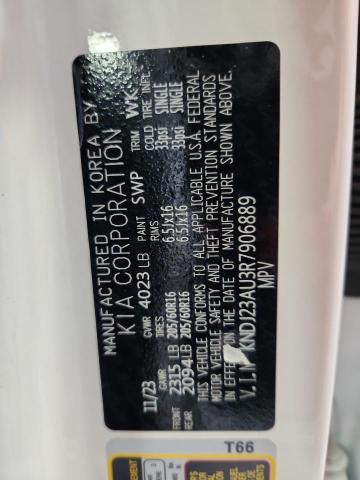 MANUFACTURED IN KOREA BY
KIA CORPORATION
11/23 GVWR 4023 LB PAINT SWP TRIM WK
RIMS COLD TIRE INFL.
FRONT 2315 LB 205/60R16 6.5JX16 33psi SINGLE
REAR 2094 LB 205/60R16 6.5JX16 33psi SINGLE
THIS VEHICLE CONFORMS TO ALL APPLICABLE U.S.A. FEDERAL
MOTOR VEHICLE SAFETY AND THEFT PREVENTION STANDARDS
IN EFFECT ON THE DATE OF MANUFACTURE SHOWN ABOVE.
V.I.N KNDJ23AU3R7906889
MPV
T66